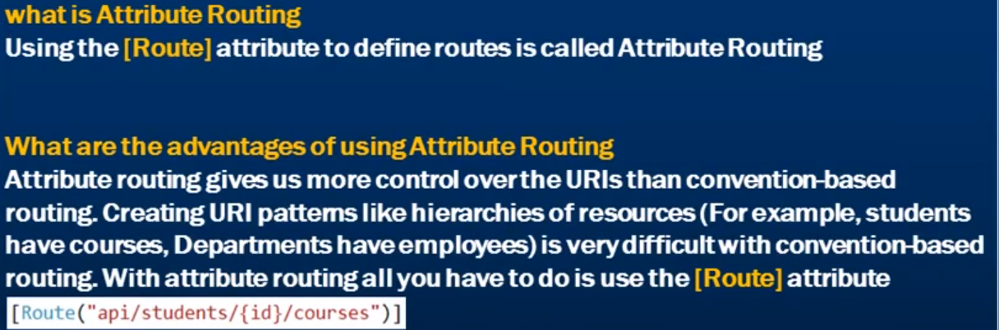 what is Attribute Routing
Using the [Route] attribute to define routes is called Attribute Routing
What are the advantages of using Attribute Routing
Attribute routing gives us more control over the URIs than convention-based
routing. Creating URI patterns like hierarchies of resources (For example, students
have courses, Departments have employees) is very difficult with convention-based
routing. With attribute routing all you have to do is use the [Route] attribute
[Route("api/students/{id}/courses")]